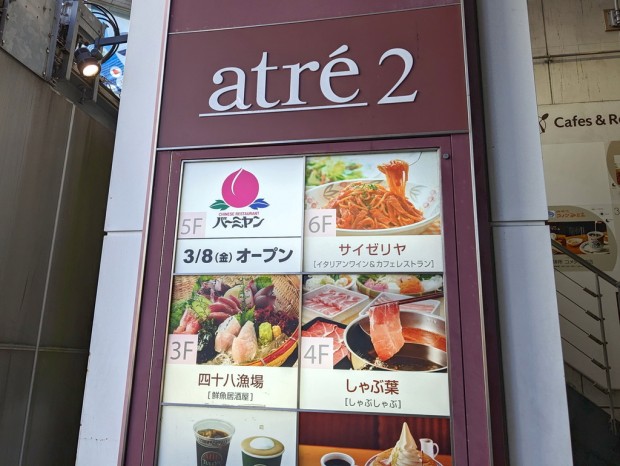 atré 2
CHINESE RESTAURANT
バーミヤン
5F
3/8(金) オープン
6F
サイゼリヤ
[イタリアンワイン&カフェレストラン]
3F
四十八漁場
[鮮魚居酒屋]
4F
しゃぶ葉
[しゃぶしゃぶ]
Cafes & Re